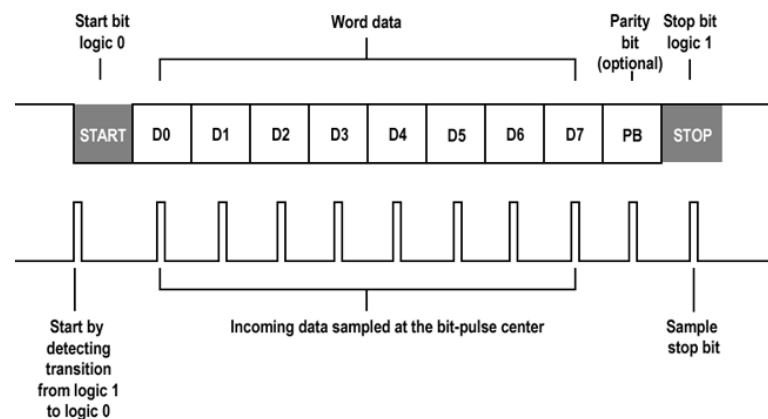 Start bit
logic 0
Word data
Parity
bit
(optional)
Stop bit
logic 1
START D0 D1 D2 D3 D4 D5 D6 D7 PB STOP
Start by
detecting
transition
from logic 1
to logic 0
Incoming data sampled at the bit-pulse center
Sample
stop bit